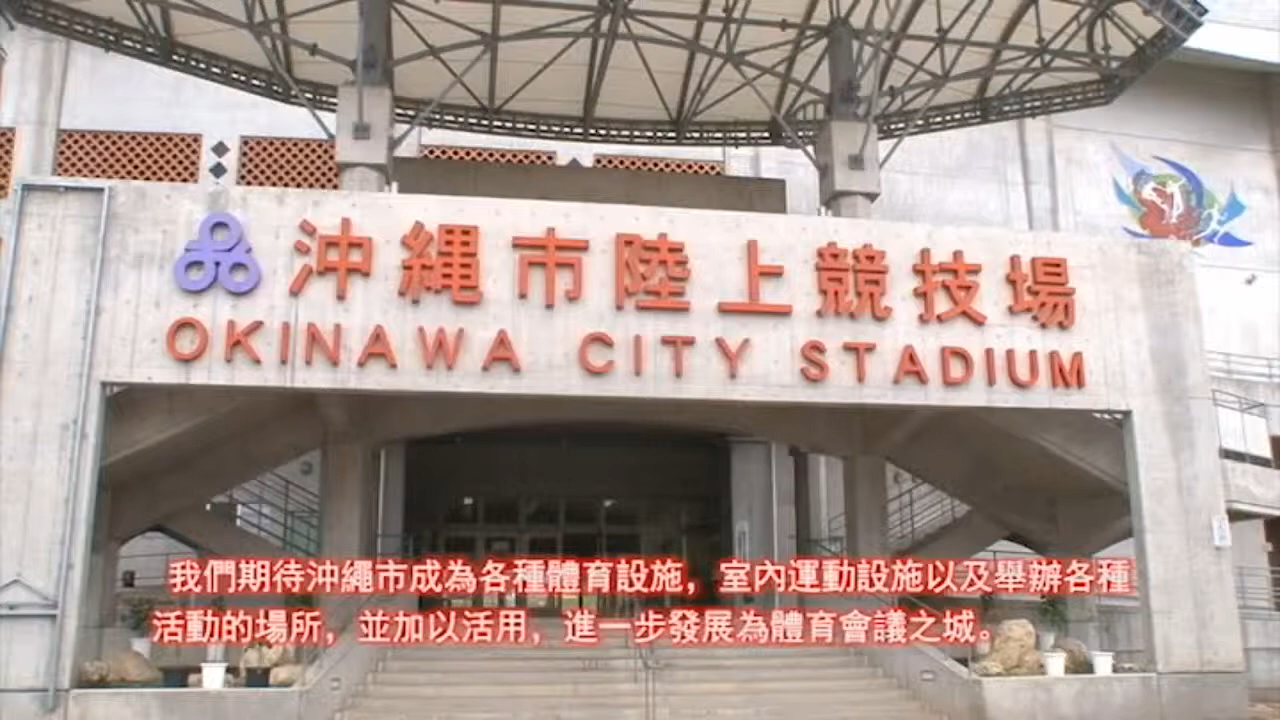 沖縄市陸上競技場
OKINAWA CITY STADIUM
我們期待沖繩市成為各種體育設施，室內運動設施以及舉辦各種
活動的場所，並加以活用，進一步發展為體育會議之城。